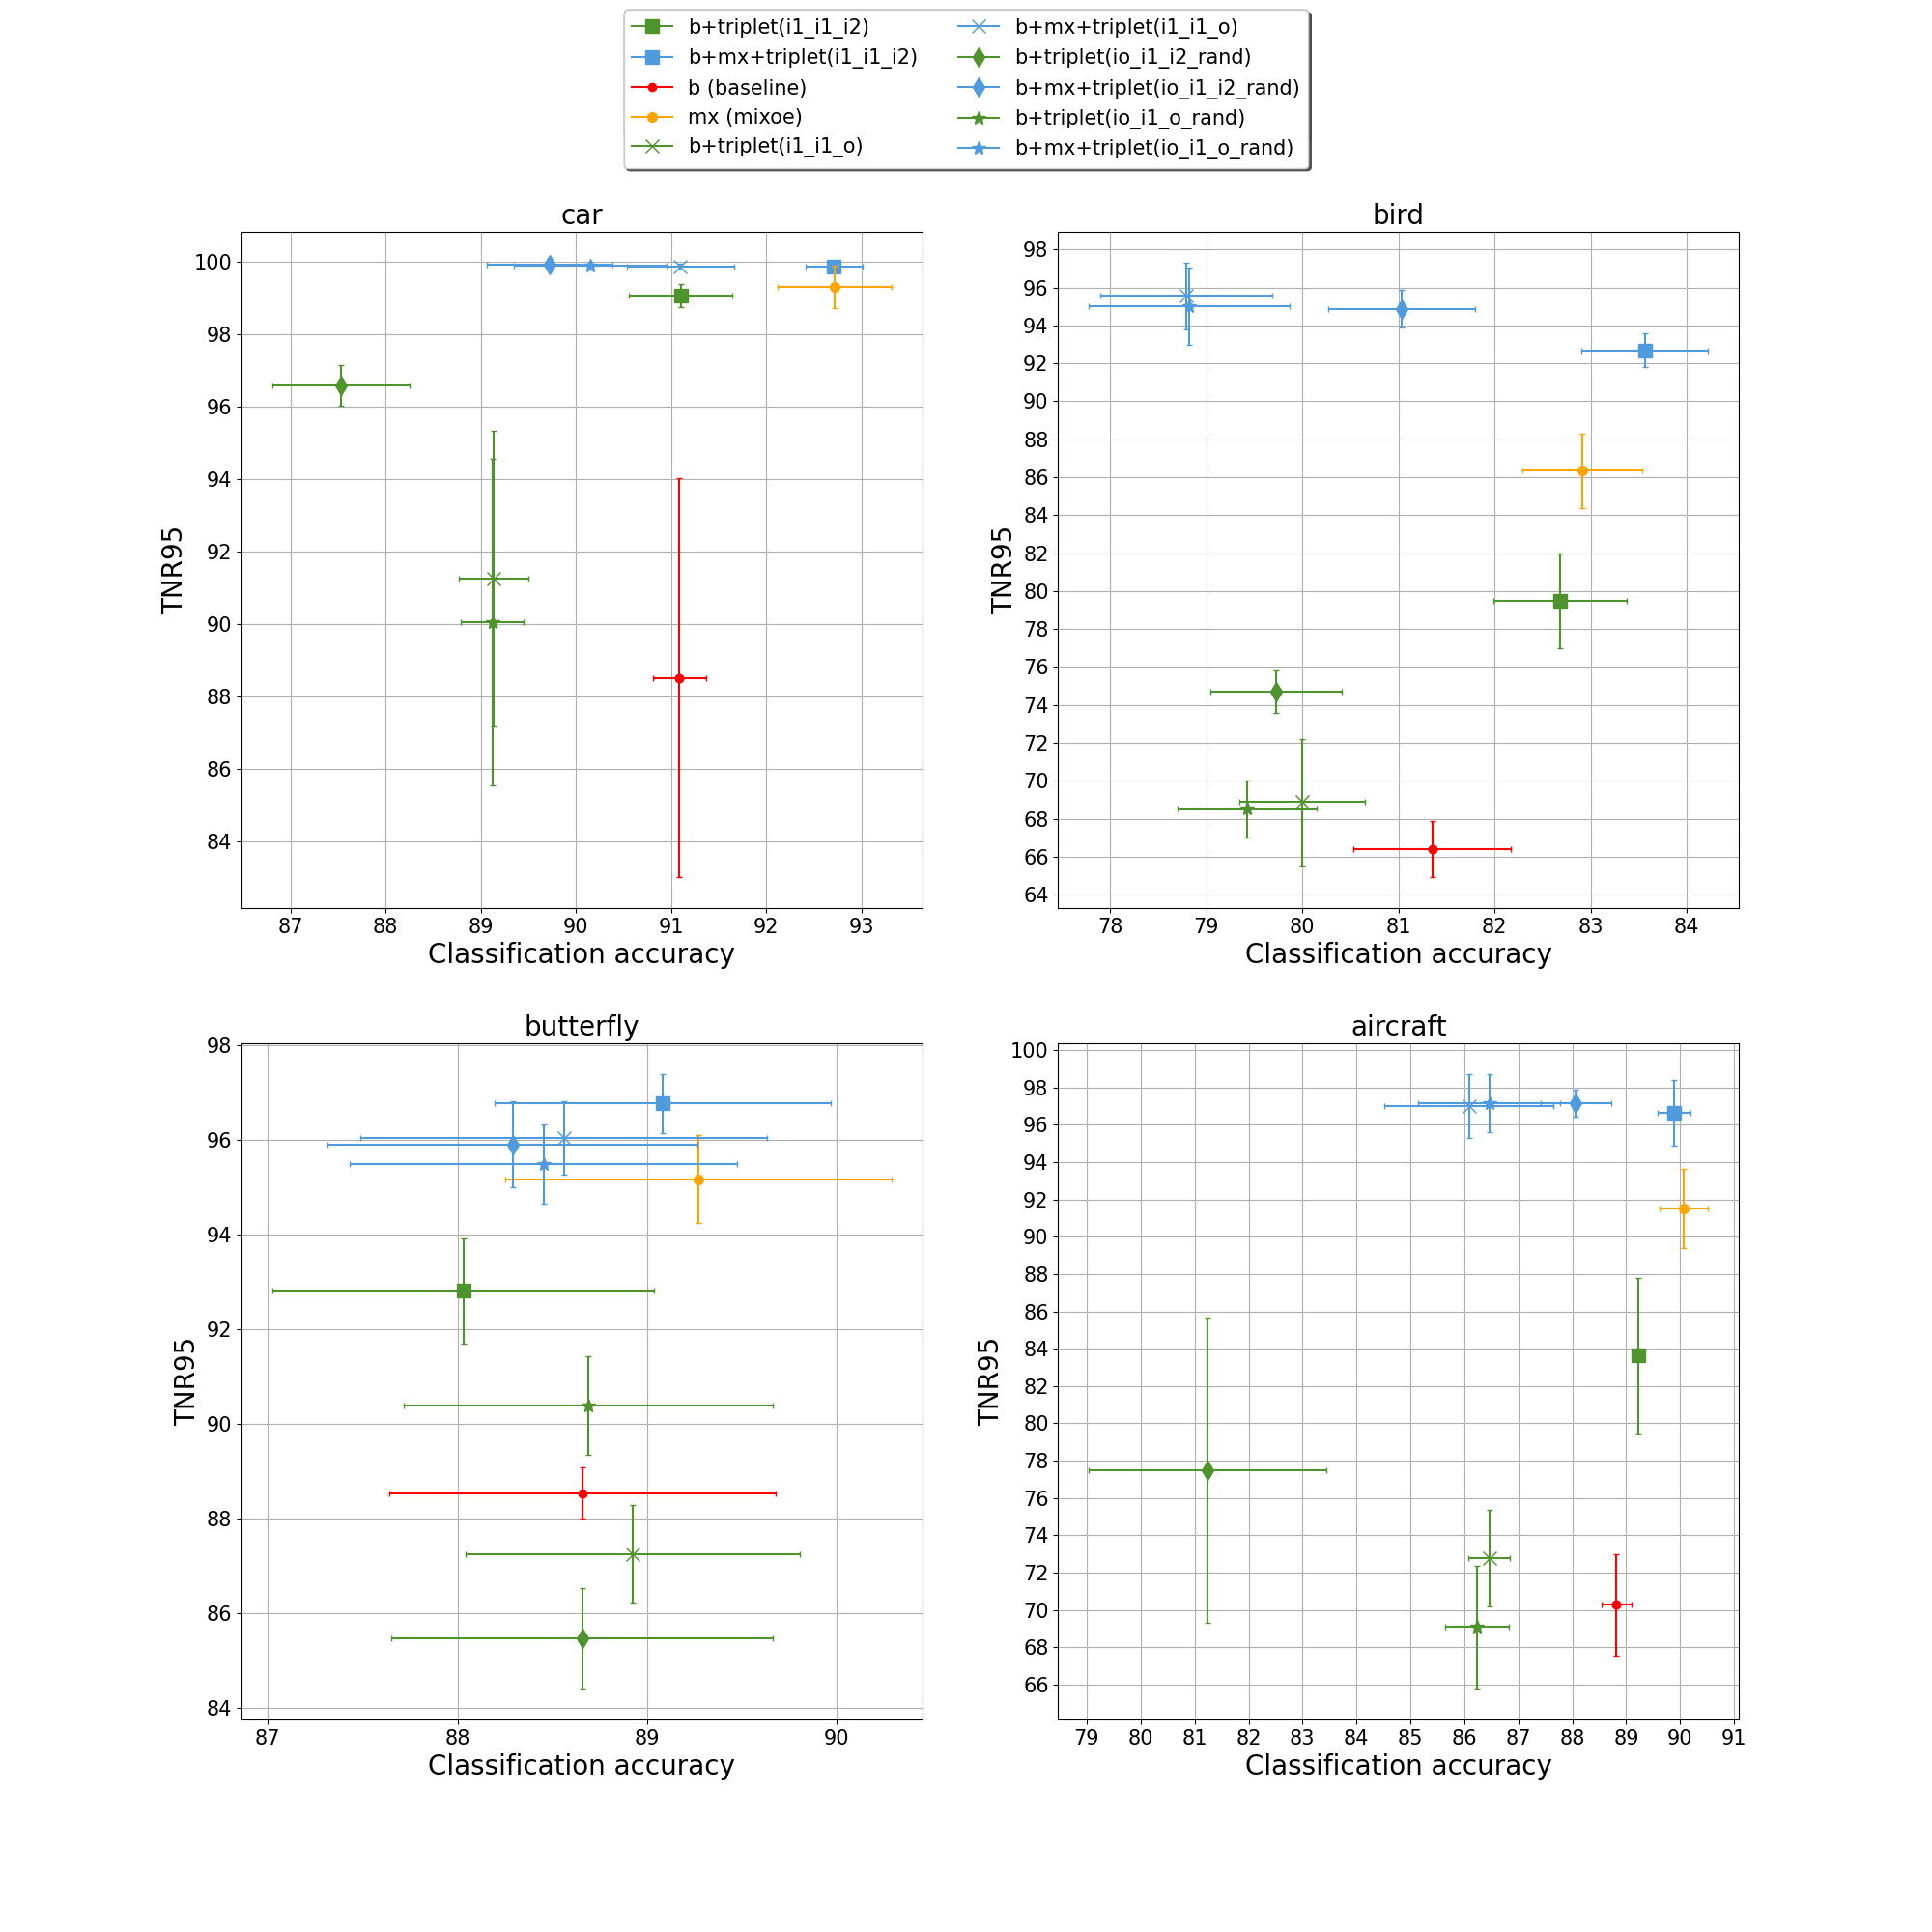 b+triplet(i1_i1_i2)
b+mx+triplet(i1_i1_i2)
b (baseline)
mx (mixoe)
b+triplet(i1_i1_o)
b+mx+triplet(i1_i1_o)
b+triplet(io_i1_i2_rand)
b+mx+triplet(io_i1_i2_rand)
b+triplet(io_i1_o_rand)
b+mx+triplet(io_i1_o_rand)
car
100
98
96
94
92
90
88
86
84
TNR95
87 88 89 90 91 92 93
Classification accuracy
bird
98
96
94
92
90
88
86
84
82
80
78
76
74
72
70
68
66
64
TNR95
78 79 80 81 82 83 84
Classification accuracy
butterfly
98
96
94
92
90
88
86
84
TNR95
87 88 89 90
Classification accuracy
aircraft
100
98
96
94
92
90
88
86
84
82
80
78
76
74
72
70
68
66
TNR95
79 80 81 82 83 84 85 86 87 88 89 90 91
Classification accuracy